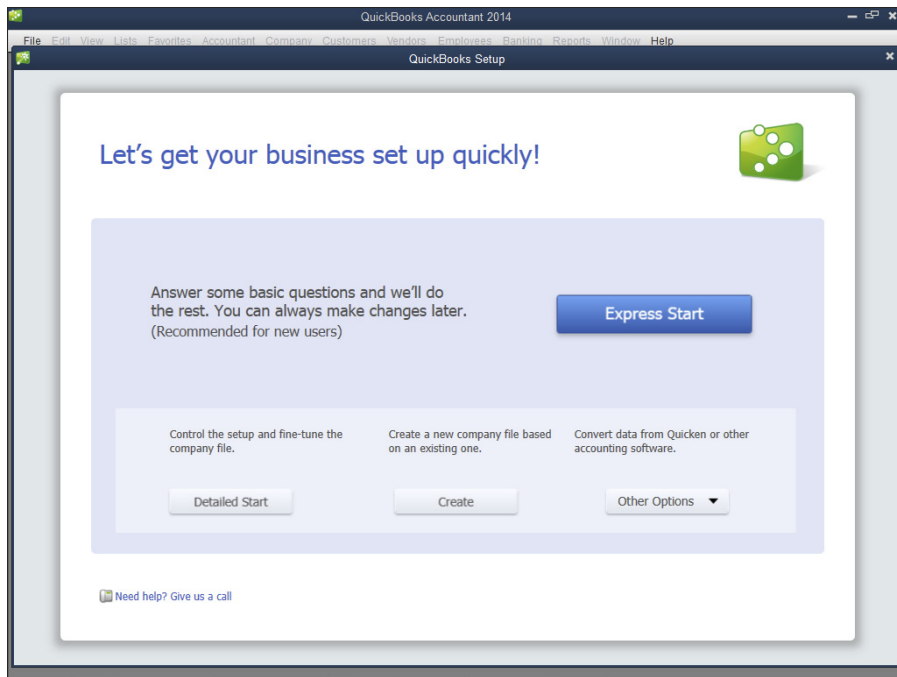 QuickBooks Accountant 2014
File Edit View Lists Favorites Accountant Company Customers Vendors Employees Banking Reports Window Help
QuickBooks Setup
Let's get your business set up quickly!
Answer some basic questions and we'll do
the rest. You can always make changes later.
(Recommended for new users)
Express Start
Control the setup and fine-tune the
company file.
Detailed Start
Create a new company file based
on an existing one.
Create
Convert data from Quicken or other
accounting software.
Other Options
Need help? Give us a call